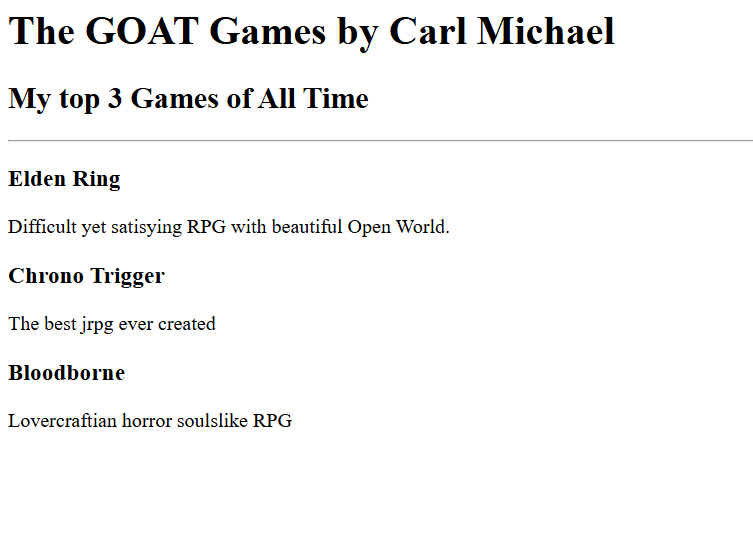 The GOAT Games by Carl Michael
My top 3 Games of All Time
Elden Ring
Difficult yet satisying RPG with beautiful Open World.
Chrono Trigger
The best jrpg ever created
Bloodborne
Lovercraftian horror soulslike RPG